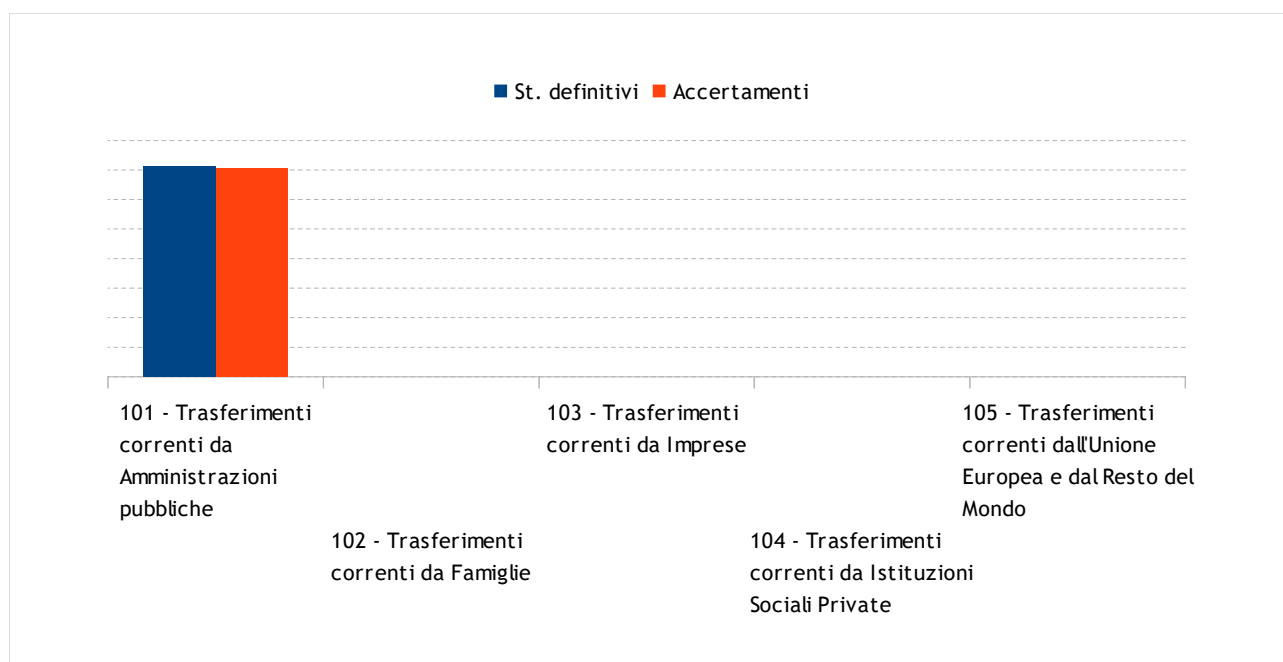 St. definitivi Accertamenti
101 - Trasferimenti
correnti da
Amministrazioni
pubbliche
102 - Trasferimenti
correnti da Famiglie
103 - Trasferimenti
correnti da Imprese
104 - Trasferimenti
correnti da Istituzioni
Sociali Private
105 - Trasferimenti
correnti dall'Unione
Europea e dal Resto del
Mondo